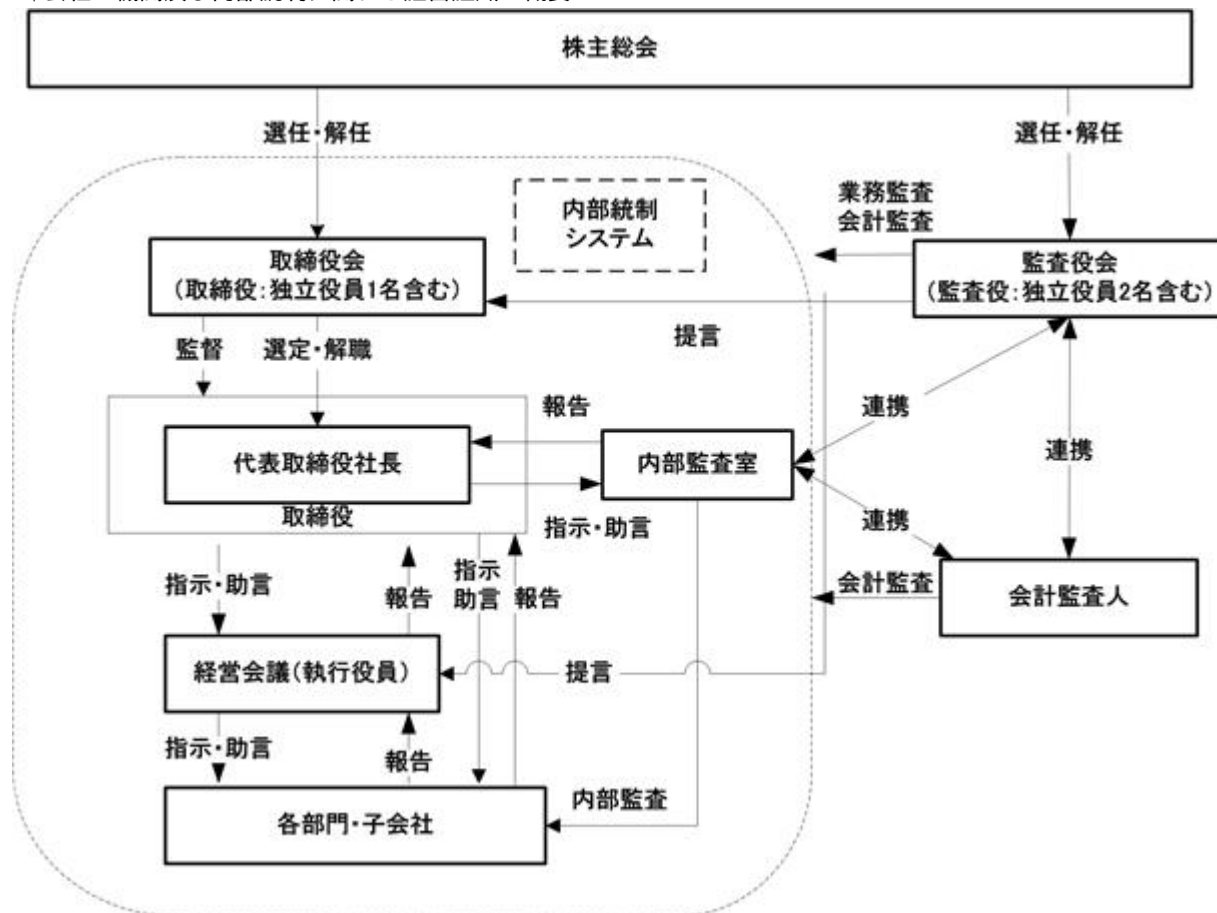 株主総会
選任・解任
選任・解任
内部統制
システム
業務監査
会計監査
取締役会
(取締役:独立役員1名含む)
監査役会
(監査役:独立役員2名含む)
提言
監督
選定・解職
報告
連携
代表取締役社長
内部監査室
連携
取締役
指示・助言
連携
指示・助言
報告
指示
助言
報告
会計監査
会計監査人
経営会議(執行役員)
提言
指示・助言
報告
内部監査
各部門・子会社